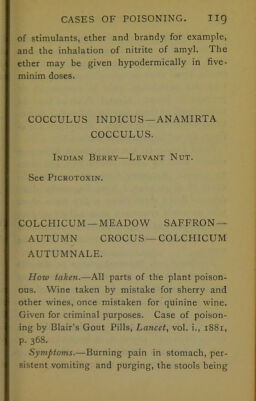 CASES OF POISONING. 119
of stimulants, ether and brandy for example,
and the inhalation of nitrite of amyl. The
ether may be given hypodermically in five-
minim doses.
COCCULUS INDICUS—ANAMIRTA
COCCULUS.
Indian Berry—Levant Nut.
See Picrotoxin.
COLCHICUM—MEADOW SAFFRON—
AUTUMN CROCUS—COLCHICUM
AUTUMNALE.
How taken.—All parts of the plant poison-
ous. Wine taken by mistake for sherry and
other wines, once mistaken for quinine wine.
Given for criminal purposes. Case of poison-
ing by Blair's Gout Pills, Lancet, vol. i., 1881,
p. 368.
Symptoms.—Burning pain in stomach, per-
sistent vomiting and purging, the stools being